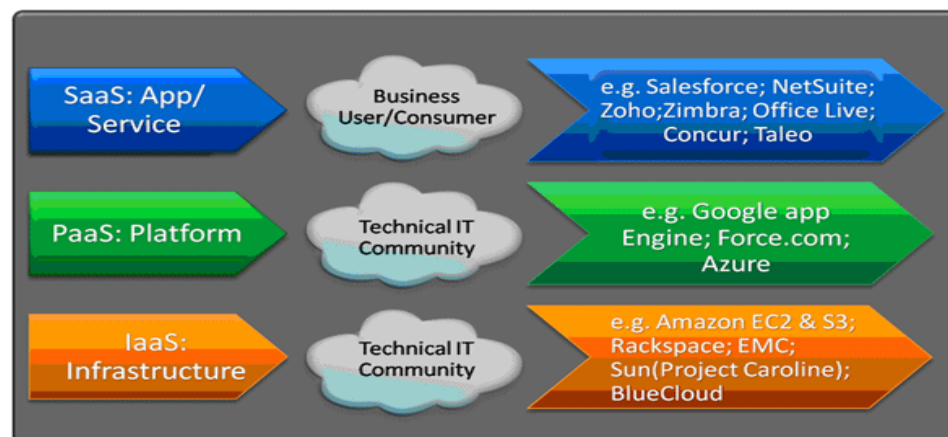 SaaS: App/
Service
Business
User/Consumer
e.g. Salesforce; NetSuite;
Zoho;Zimbra; Office Live;
Concur; Taleo
PaaS: Platform
Technical IT
Community
e.g. Google app
Engine; Force.com;
Azure
IaaS:
Infrastructure
Technical IT
Community
e.g. Amazon EC2 & S3;
Rackspace; EMC;
Sun(Project Caroline);
BlueCloud